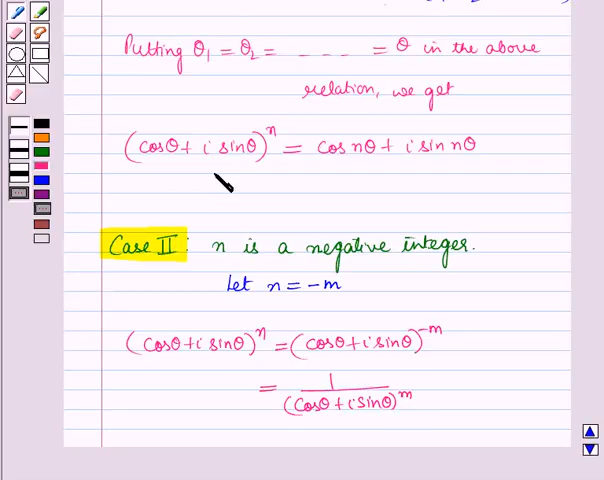 Putting θ₁ = θ₂ = _ _ _ _ = θ in the above
relation, we get
(cosθ + i sinθ)ⁿ = cos nθ + i sin nθ
Case II : n is a negative integer.
Let n = -m
(cosθ + i sinθ)ⁿ = (cosθ + i sinθ)⁻ᵐ
= 1 / (cosθ + i sinθ)ᵐ